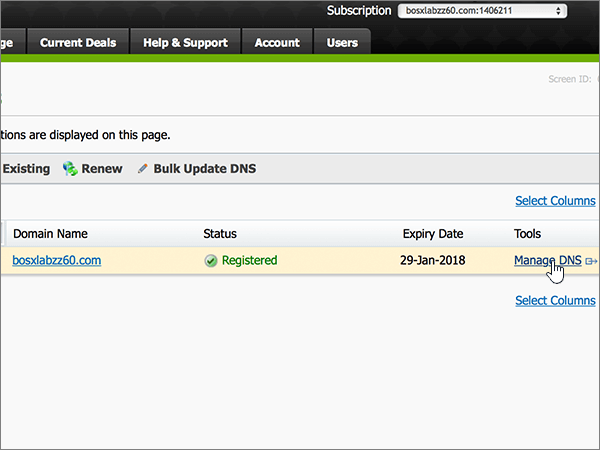 Subscription bosxlabzz60.com:1406211
ge Current Deals Help & Support Account Users
Screen ID:
tions are displayed on this page.
Existing Renew Bulk Update DNS
Select Columns
Domain Name Status Expiry Date Tools
bosxlabzz60.com Registered 29-Jan-2018 Manage DNS
Select Columns